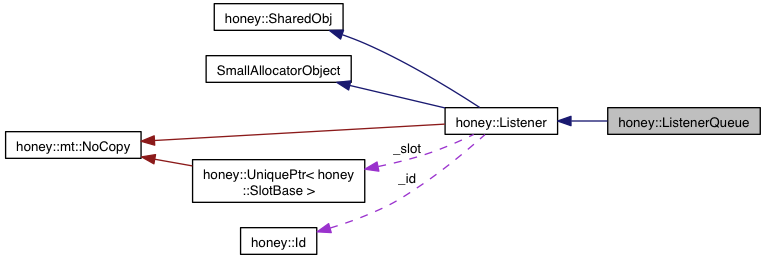 honey::SharedObj
SmallAllocatorObject
honey::Listener
honey::ListenerQueue
honey::mt::NoCopy
_slot
honey::UniquePtr< honey
::SlotBase >
_id
honey::Id